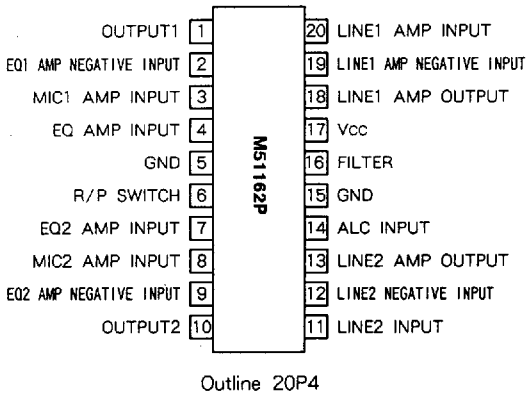 OUTPUT1 1
EQ1 AMP NEGATIVE INPUT 2
MIC1 AMP INPUT 3
EQ AMP INPUT 4
GND 5
R/P SWITCH 6
EQ2 AMP INPUT 7
MIC2 AMP INPUT 8
EQ2 AMP NEGATIVE INPUT 9
OUTPUT2 10
M51162P
20 LINE1 AMP INPUT
19 LINE1 AMP NEGATIVE INPUT
18 LINE1 AMP OUTPUT
17 Vcc
16 FILTER
15 GND
14 ALC INPUT
13 LINE2 AMP OUTPUT
12 LINE2 NEGATIVE INPUT
11 LINE2 INPUT
Outline 20P4